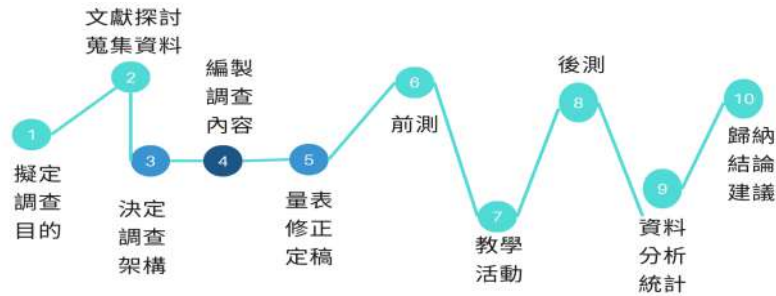 1
擬定
調查
目的
文獻探討
蒐集資料
2
3
決定
調查
架構
編製
調查
內容
4
5
量表
修正
定稿
6
前測
7
教學
活動
後測
8
9
資料
分析
統計
10
歸納
結論
建議